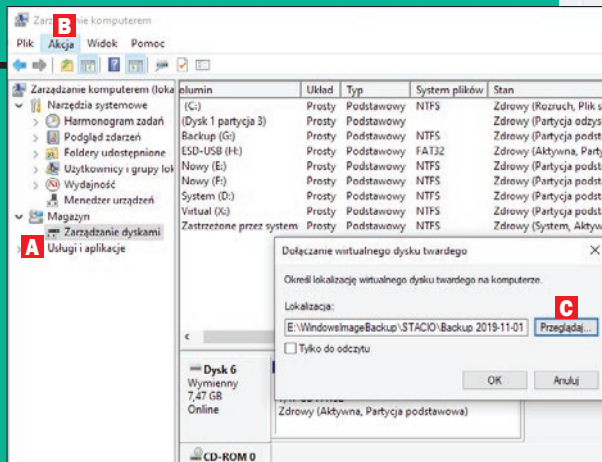 B
Zarządzanie komputerem
Plik Akcja Widok Pomoc
Zarządzanie komputerem (loka
Narzędzia systemowe
Harmonogram zadań
Podgląd zdarzeń
Foldery udostępnione
Użytkownicy i grupy lok
Wydajność
Menedżer urządzeń
Magazyn
Zarządzanie dyskami
A
Usługi i aplikacje
olumin Układ Typ System plików Stan
(C:) Prosty Podstawowy NTFS Zdrowy (Rozruch, Plik s
(Dysk 1 partycja 3) Prosty Podstawowy Zdrowy (Partycja odzys
Backup (G:) Prosty Podstawowy NTFS Zdrowy (Partycja podst
ESD-USB (H:) Prosty Podstawowy FAT32 Zdrowy (Aktywna, Party
Nowy (E:) Prosty Podstawowy NTFS Zdrowy (Partycja podst
Nowy (F:) Prosty Podstawowy NTFS Zdrowy (Partycja podst
System (D:) Prosty Podstawowy NTFS Zdrowy (Partycja podst
Virtual (X:) Prosty Podstawowy NTFS Zdrowy (Partycja podst
Zastrzeżone przez system Prosty Podstawowy NTFS Zdrowy (System, Aktyw
Dołączanie wirtualnego dysku twardego
Określ lokalizację wirtualnego dysku twardego na komputerze.
C
Lokalizacja:
E:\WindowsImageBackup\STACIO\Backup 2019-11-01 Przeglądaj...
Tylko do odczytu
OK Anuluj
Dysk 6
Wymienny
7,47 GB
Online
Zdrowy (Aktywna, Partycja podstawowa)
CD-ROM 0